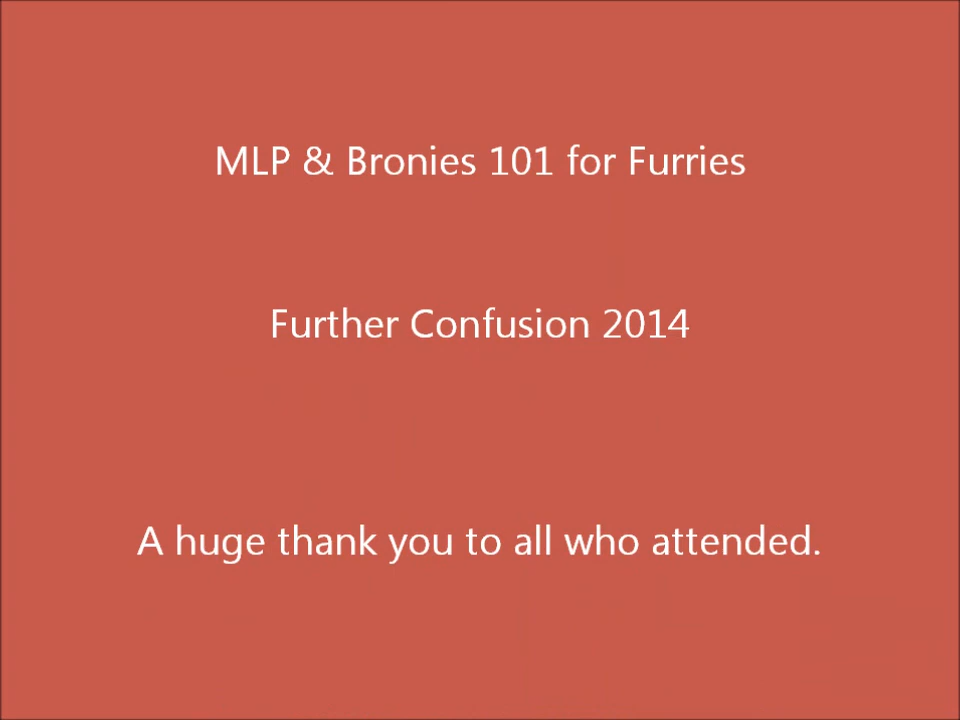 MLP & Bronies 101 for Furries
Further Confusion 2014
A huge thank you to all who attended.